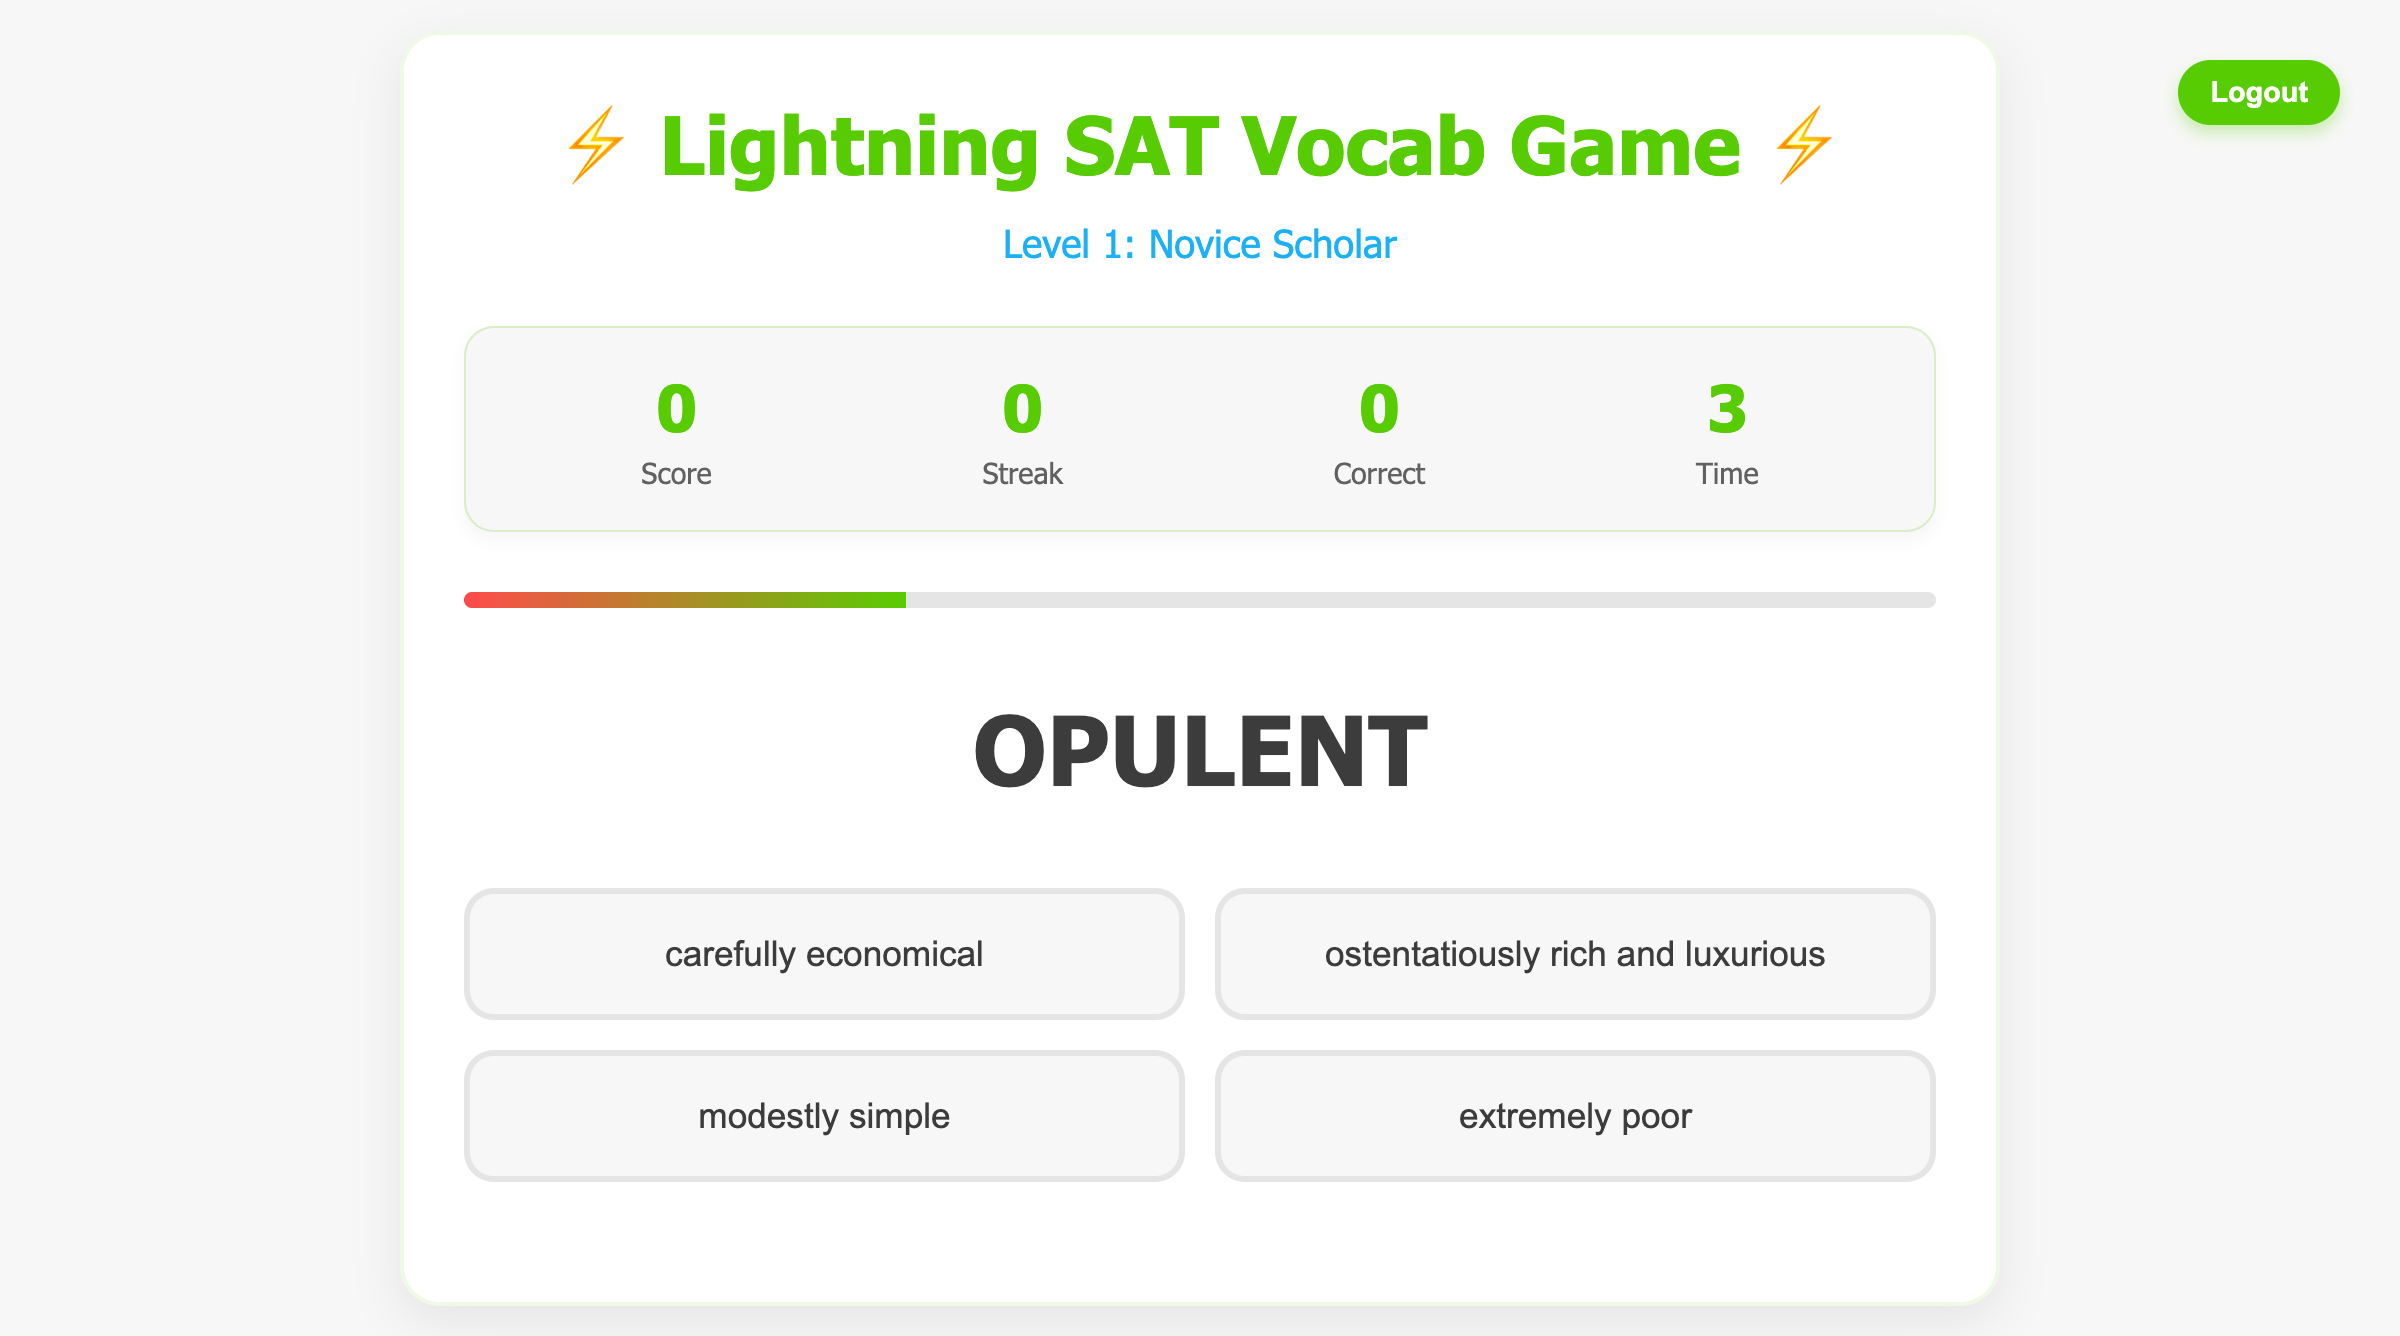 ⚡ Lightning SAT Vocab Game ⚡
Logout
Level 1: Novice Scholar
0 0 0 3
Score Streak Correct Time
OPULENT
carefully economical
ostentatiously rich and luxurious
modestly simple
extremely poor